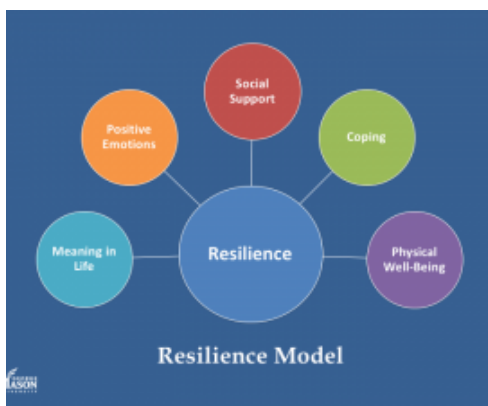 Social
Support
Positive
Emotions
Coping
Meaning in
Life
Resilience
Physical
Well-Being
Resilience Model
MASON